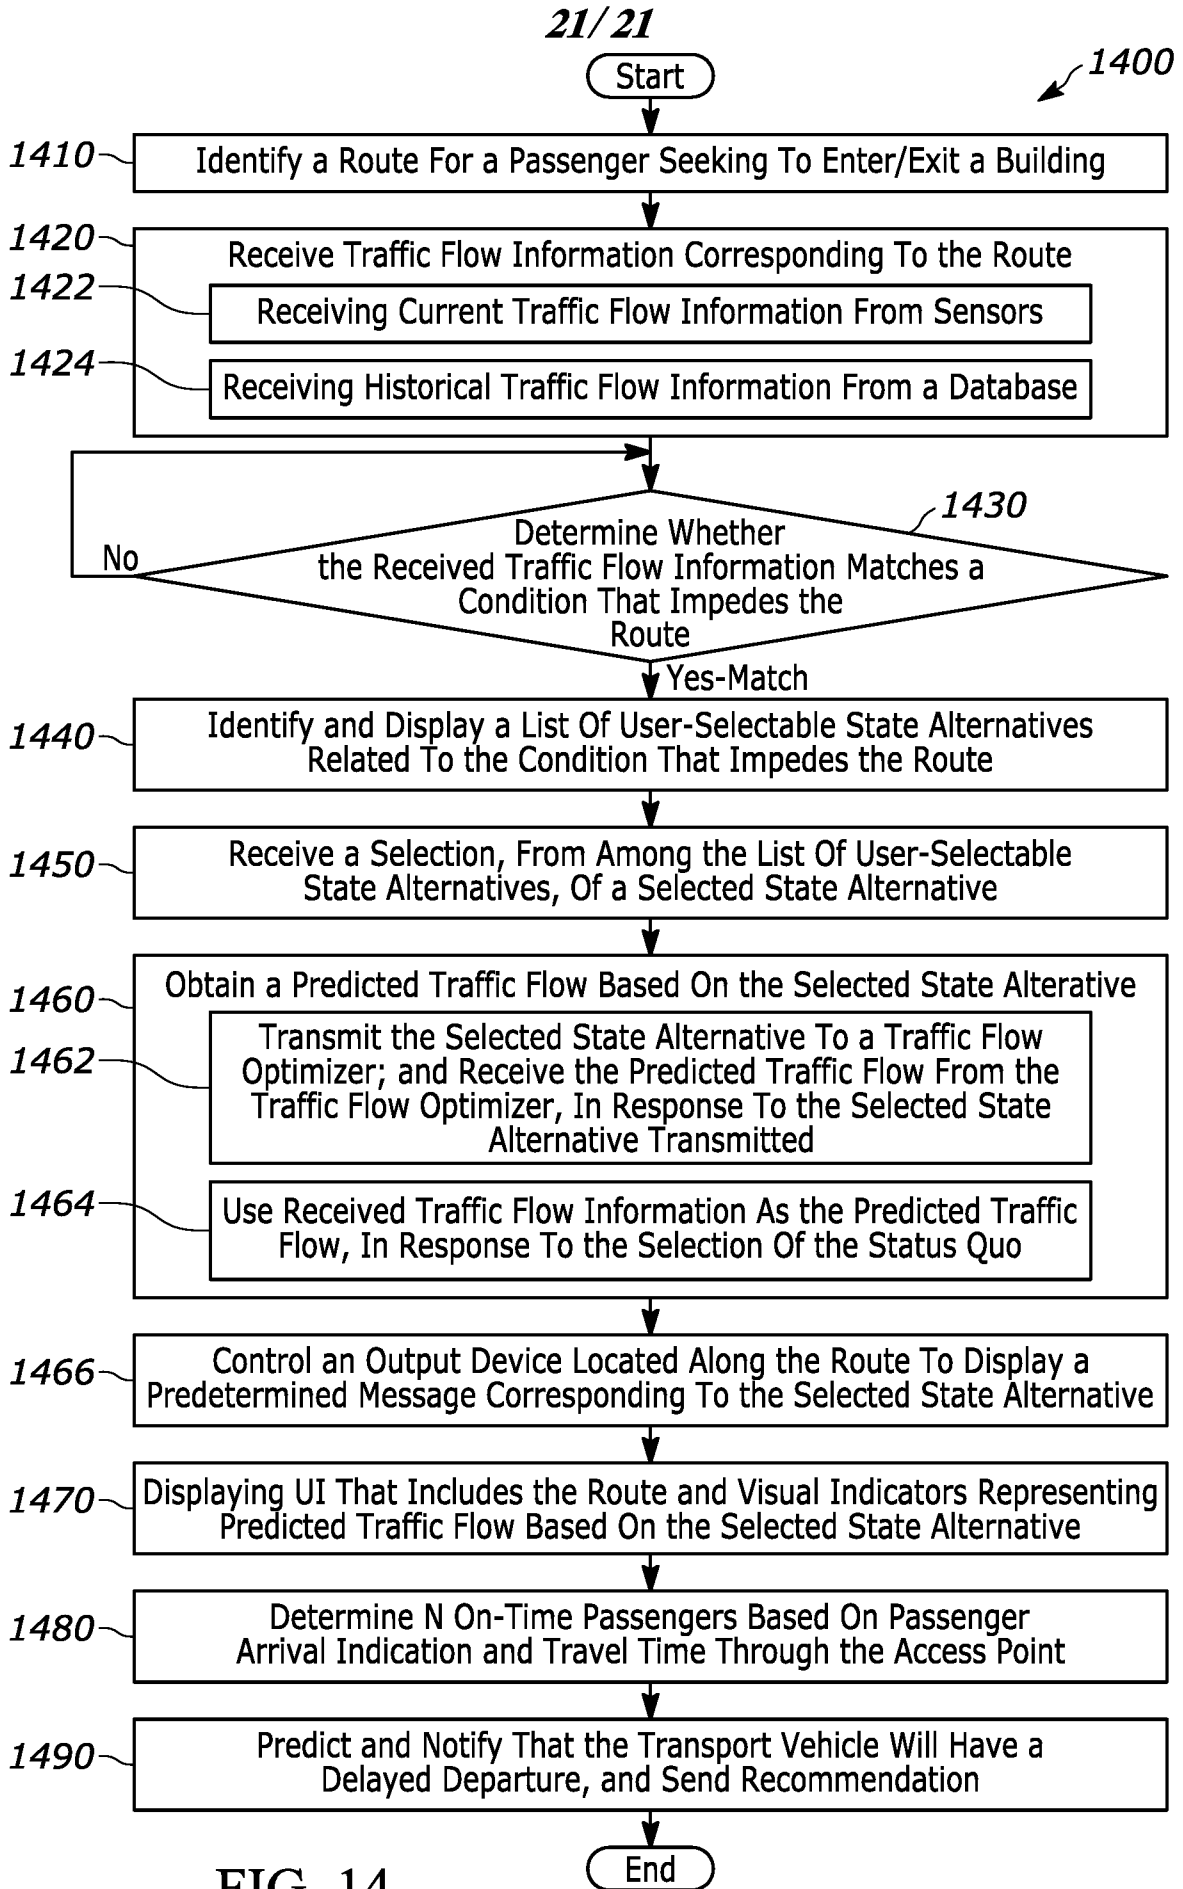 21/21
Start
1400
1410
Identify a Route For a Passenger Seeking To Enter/Exit a Building
1420
Receive Traffic Flow Information Corresponding To the Route
1422
Receiving Current Traffic Flow Information From Sensors
1424
Receiving Historical Traffic Flow Information From a Database
1430
Determine Whether
the Received Traffic Flow Information Matches a
Condition That Impedes the
Route
No
Yes-Match
1440
Identify and Display a List Of User-Selectable State Alternatives
Related To the Condition That Impedes the Route
1450
Receive a Selection, From Among the List Of User-Selectable
State Alternatives, Of a Selected State Alternative
1460
Obtain a Predicted Traffic Flow Based On the Selected State Alterative
1462
Transmit the Selected State Alternative To a Traffic Flow
Optimizer; and Receive the Predicted Traffic Flow From the
Traffic Flow Optimizer, In Response To the Selected State
Alternative Transmitted
1464
Use Received Traffic Flow Information As the Predicted Traffic
Flow, In Response To the Selection Of the Status Quo
1466
Control an Output Device Located Along the Route To Display a
Predetermined Message Corresponding To the Selected State Alternative
1470
Displaying UI That Includes the Route and Visual Indicators Representing
Predicted Traffic Flow Based On the Selected State Alternative
1480
Determine N On-Time Passengers Based On Passenger
Arrival Indication and Travel Time Through the Access Point
1490
Predict and Notify That the Transport Vehicle Will Have a
Delayed Departure, and Send Recommendation
End
FIG. 14